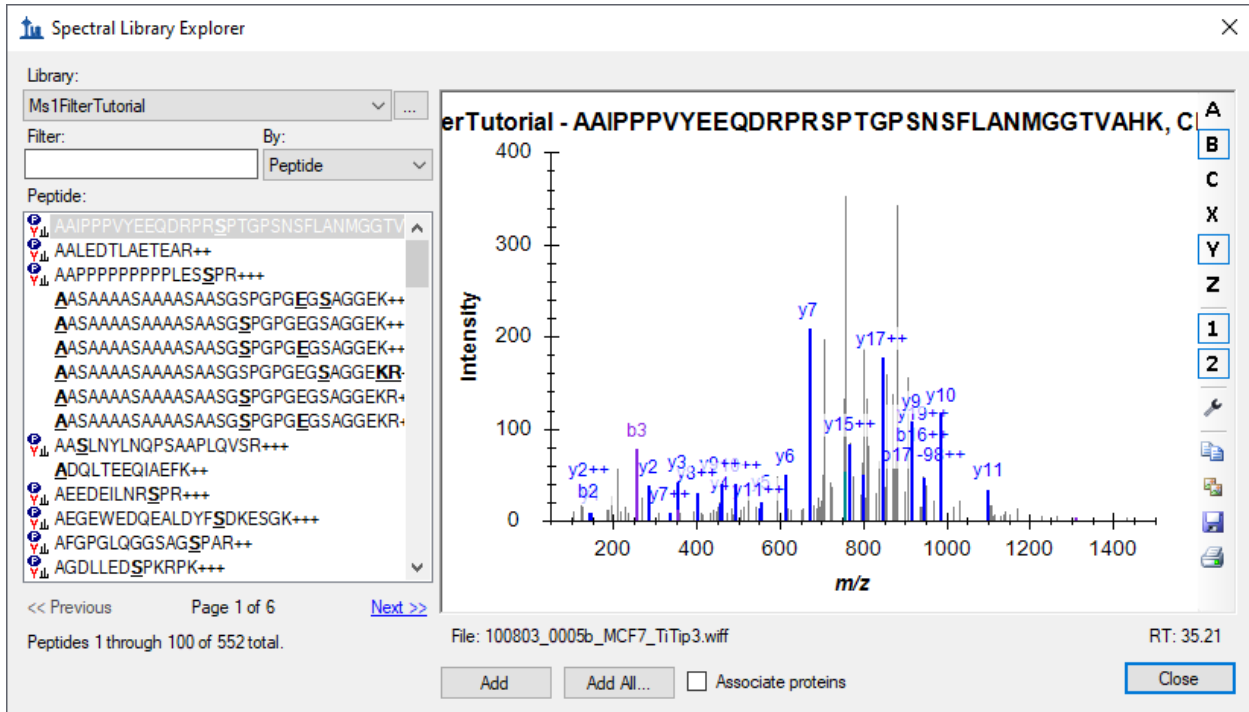 Spectral Library Explorer
Library:
Ms1FilterTutorial
...
Filter:
By:
Peptide
Peptide:
AAIPPPVYEEQDRPRSPTGPSNSFLANMGGTV
AALEDTLAETEAR++
AAPPPPPPPPPLESSPR+++
AASAAAASAAAASAASGSPGPGEGSAGGEK++
AASAAAASAAAASAASGSPGPGEGSAGGEK++
AASAAAASAAAASAASGSPGPGEGSAGGEK++
AASAAAASAAAASAASGSPGPGEGSAGGEKR+
AASAAAASAAAASAASGSPGPGEGSAGGEKR+
AASAAAASAAAASAASGSPGPGEGSAGGEKR+
AASLNYLNQPSAAPLQVSR+++
ADQLTEEQIAEFK++
AEEDEILNRSPR+++
AEGEWEDQEALDYFSDKESGK+++
AFGPGLQGGSAGSPAR++
AGDLLEDSPKRPK+++
<< Previous
Page 1 of 6
Next >>
Peptides 1 through 100 of 552 total.
erTutorial - AAIPPPVYEEQDRPRSPTGPSNSFLANMGGTVAHK, C
Intensity
400
300
200
100
0
y7
y17++
y9
y10
y19++
b16++
y15++
b17 -98++
b3
y2++
b2
y2
y3
y3++
y7++
y9++
y4
y11++
y5
y6
y11
200
400
600
800
1000
1200
1400
m/z
A
B
C
X
Y
Z
1
2
File: 100803_0005b_MCF7_TiTip3.wiff
RT: 35.21
Add
Add All...
Associate proteins
Close